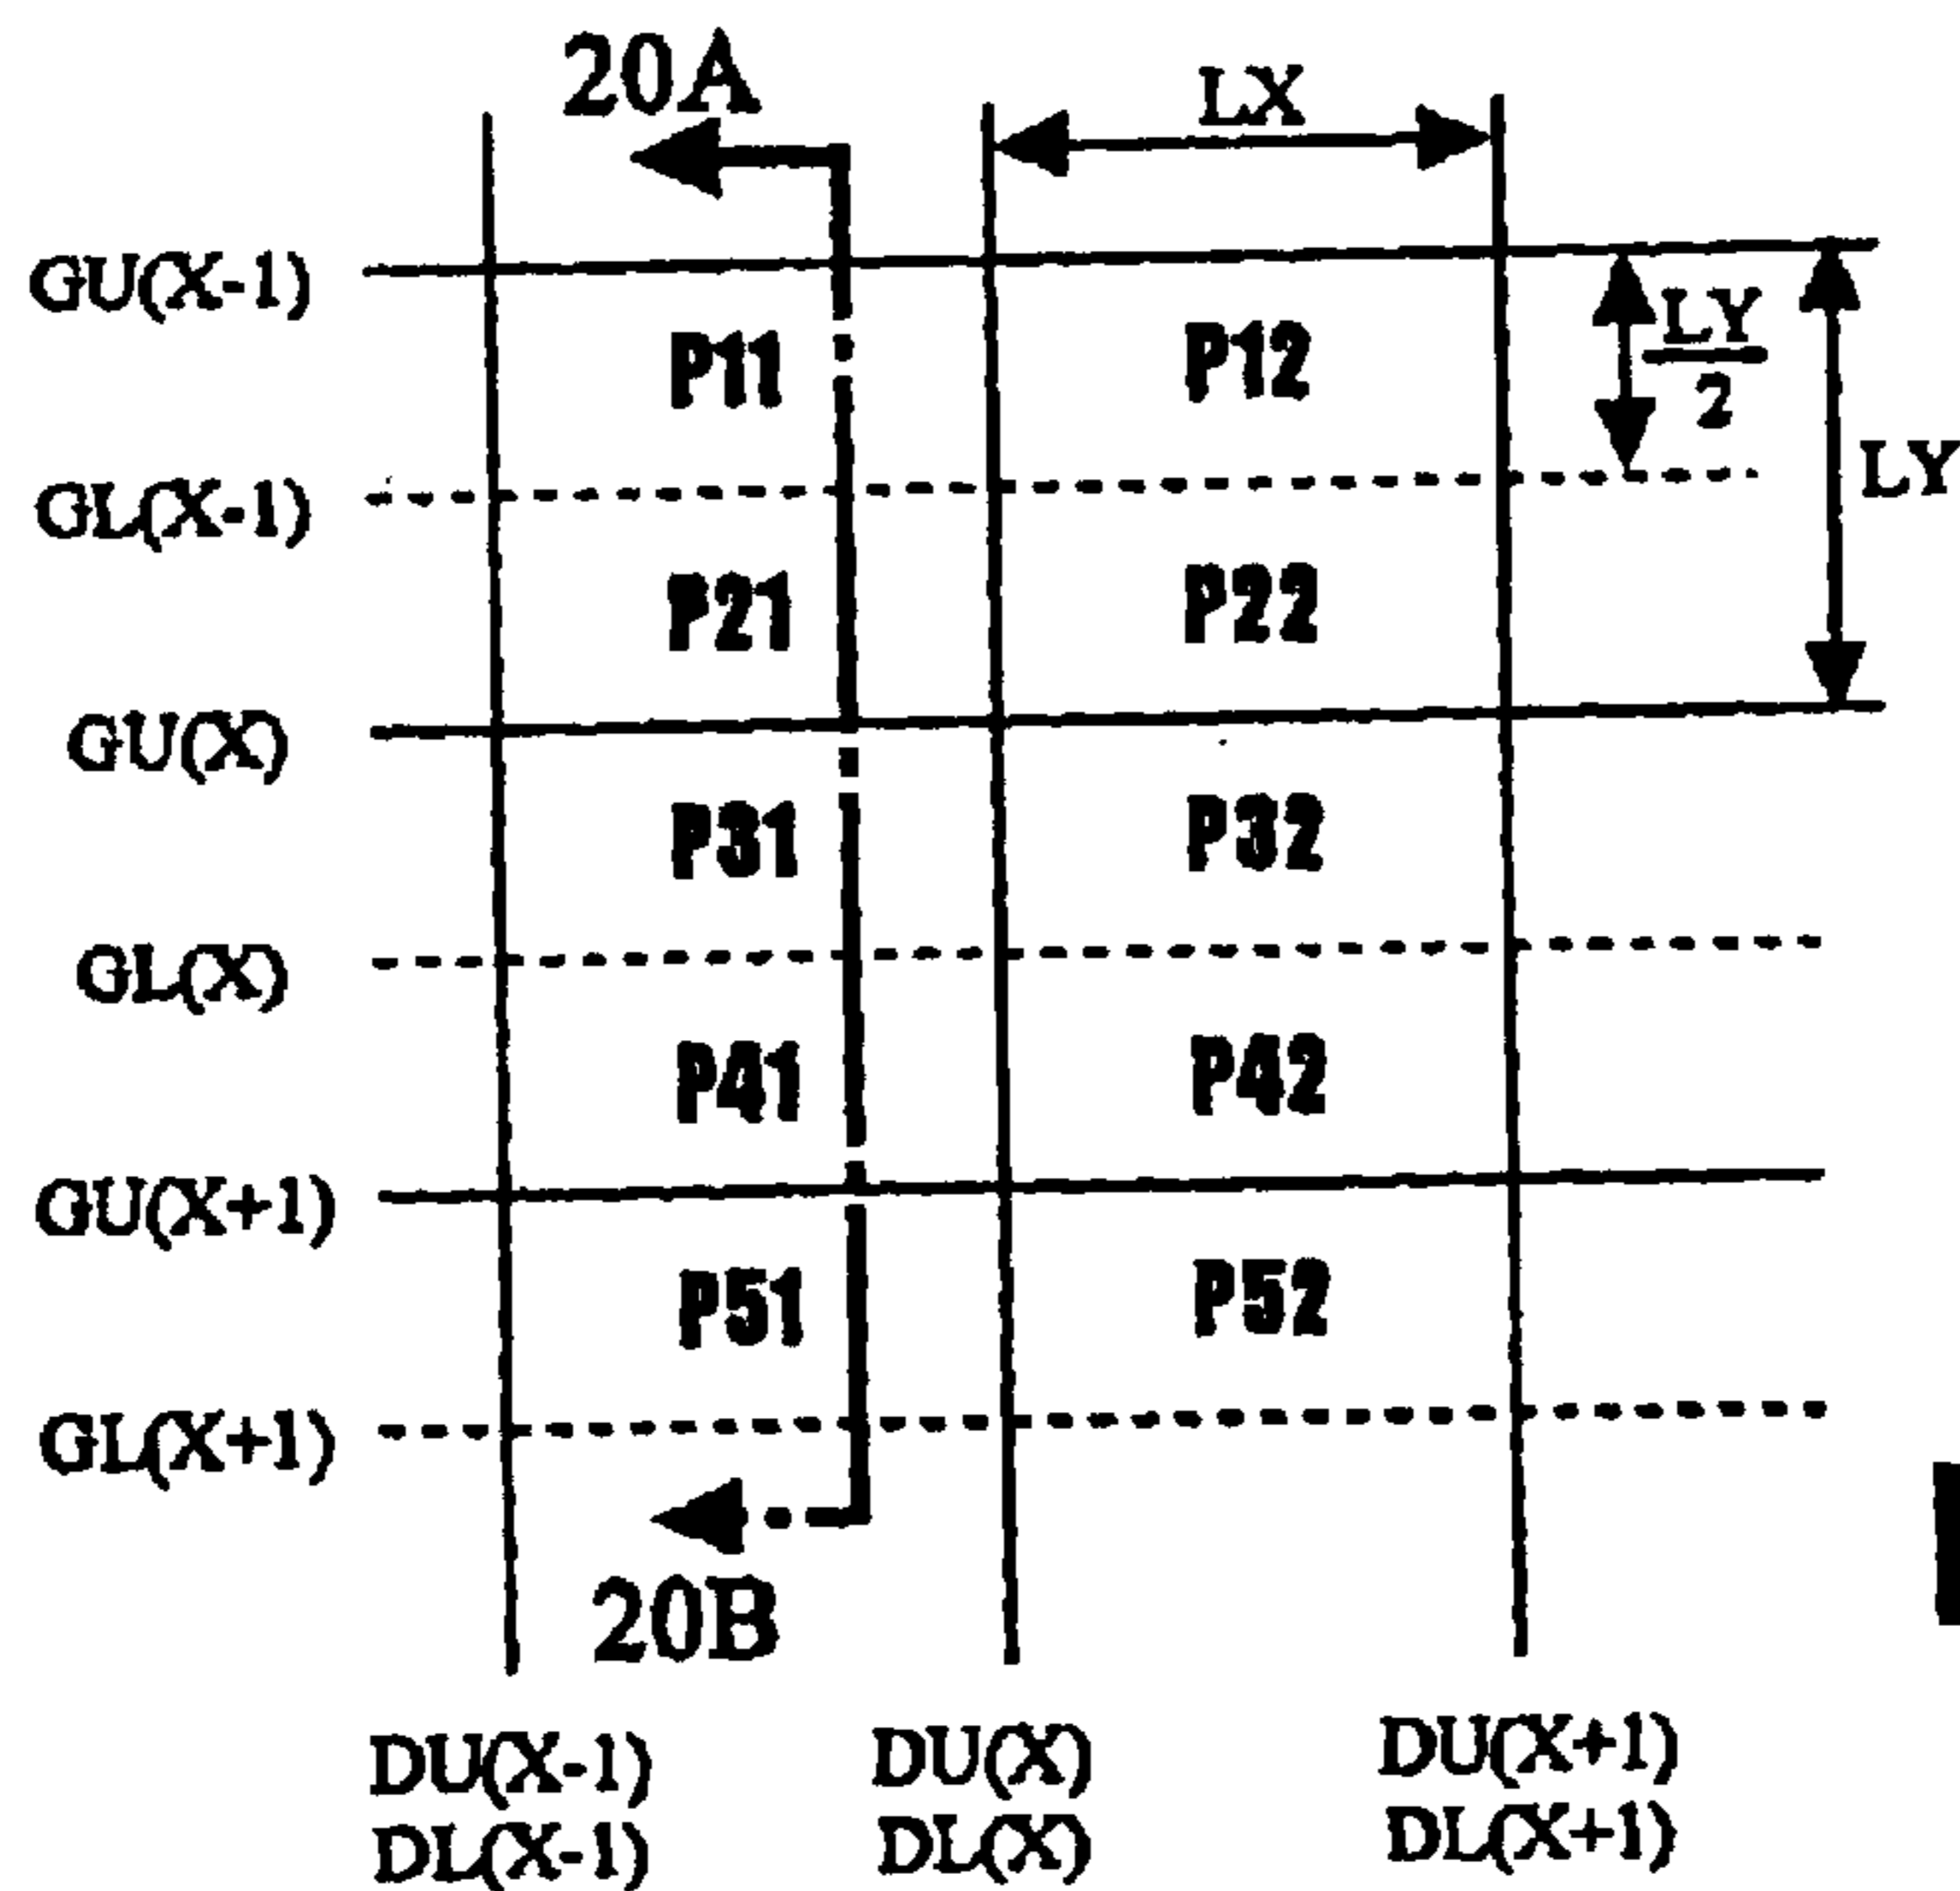 20A
LX
GU(X-1)
P11
P12
LY
2
LY
GL(X-1)
P21
P22
GU(X)
P31
P32
GL(X)
P41
P42
GU(X+1)
P51
P52
GL(X+1)
20B
DU(X-1)
DL(X-1)
DU(X)
DL(X)
DU(X+1)
DL(X+1)